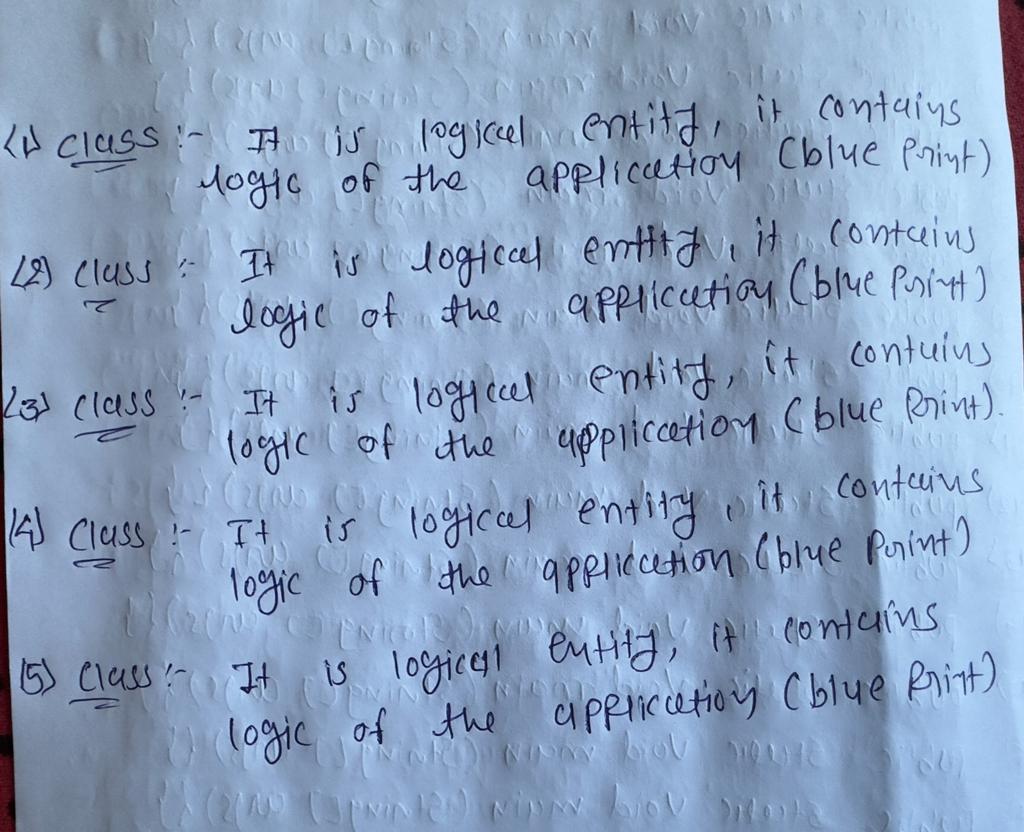 (1) Class :- It is logical entity, it contains
logic of the application (blue Print)
(2) Class :- It is logical entity, it contains
logic of the application (blue Print)
(3) Class :- It is logical entity, it contains
logic of the application (blue Print).
(4) Class :- It is logical entity, it contains
logic of the application (blue Print)
(5) Class :- It is logical entity, it contains
logic of the application (blue Print)